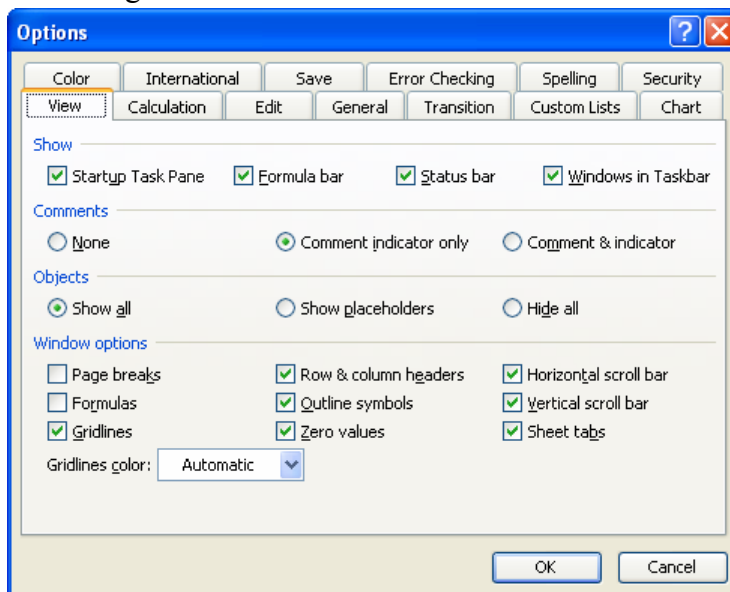 Options
Color International Save Error Checking Spelling Security
View Calculation Edit General Transition Custom Lists Chart
Show
Startup Task Pane Formula bar Status bar Windows in Taskbar
Comments
None Comment indicator only Comment & indicator
Objects
Show all Show placeholders Hide all
Window options
Page breaks Row & column headers Horizontal scroll bar
Formulas Outline symbols Vertical scroll bar
Gridlines Zero values Sheet tabs
Gridlines color: Automatic
OK Cancel